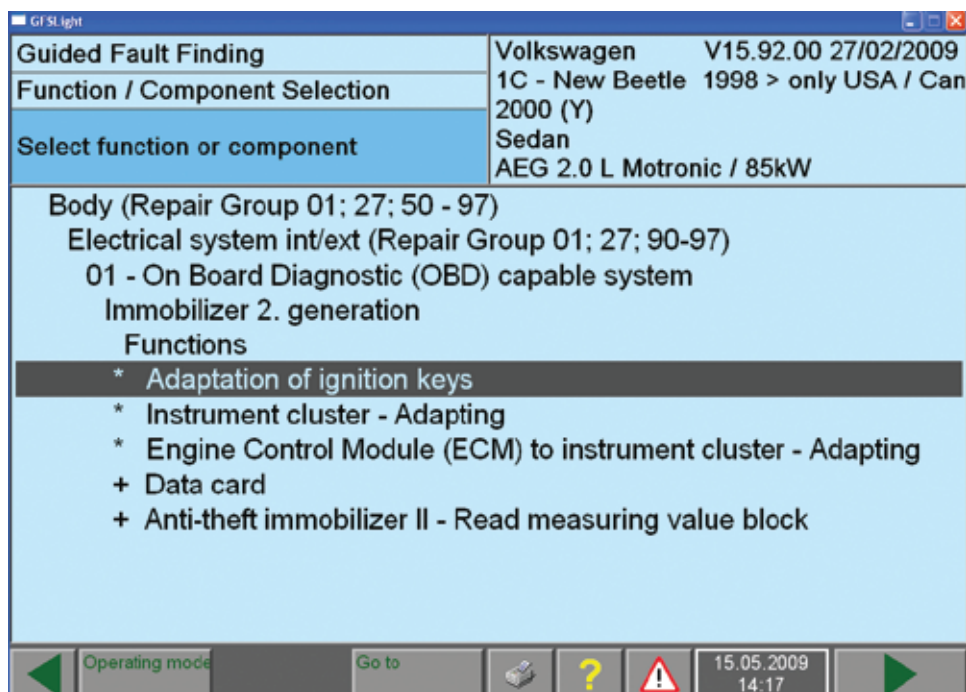 GFSLight
Guided Fault Finding
Function / Component Selection
Select function or component
Volkswagen V15.92.00 27/02/2009
1C - New Beetle 1998 > only USA / Can
2000 (Y)
Sedan
AEG 2.0 L Motronic / 85kW
Body (Repair Group 01; 27; 50 - 97)
Electrical system int/ext (Repair Group 01; 27; 90-97)
01 - On Board Diagnostic (OBD) capable system
Immobilizer 2. generation
Functions
* Adaptation of ignition keys
* Instrument cluster - Adapting
* Engine Control Module (ECM) to instrument cluster - Adapting
+ Data card
+ Anti-theft immobilizer II - Read measuring value block
Operating mode
Go to
?
!
15.05.2009
14:17